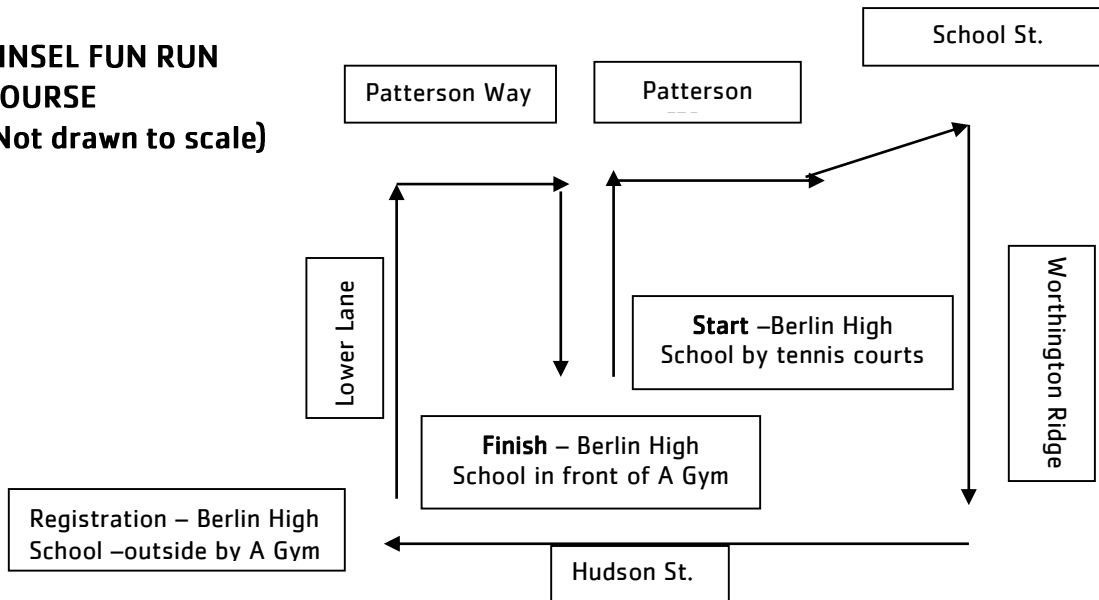 INSEL FUN RUN
OURSE
Not drawn to scale)
School St.
Patterson Way
Patterson
Lower Lane
Start –Berlin High
School by tennis courts
Worthington Ridge
Finish – Berlin High
School in front of A Gym
Registration – Berlin High
School –outside by A Gym
Hudson St.